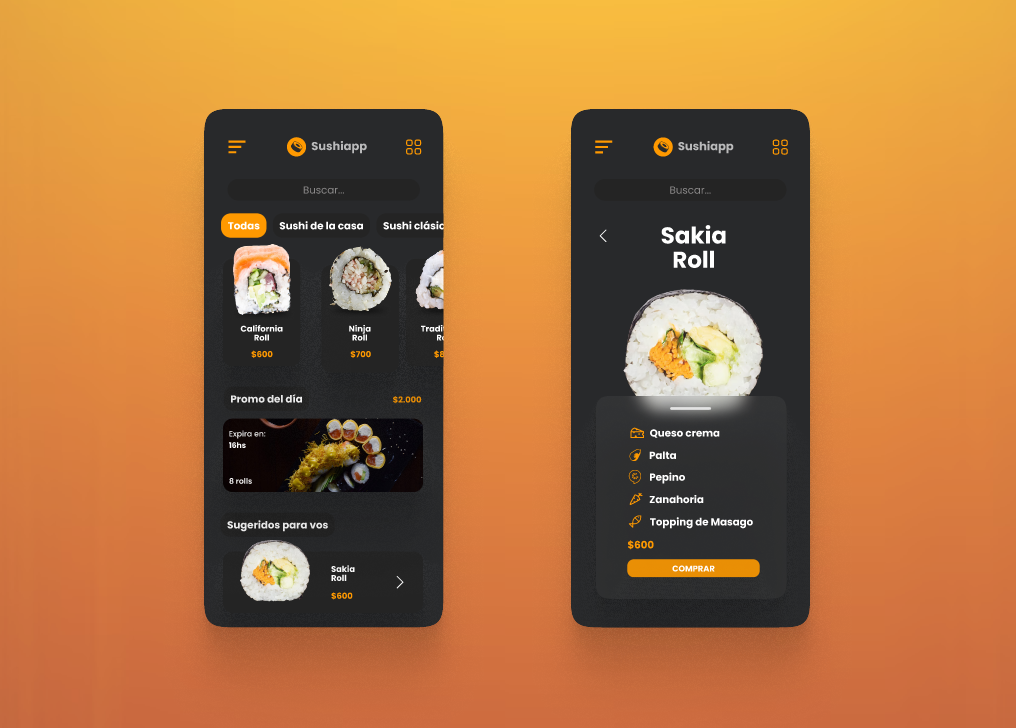 Sushiapp
Buscar...
Todas
Sushi de la casa
Sushi clásic
California
Roll
$600
Ninja
Roll
$700
Tradi
R
$8
Promo del día
$2.000
Expira en:
16hs
8 rolls
Sugeridos para vos
Sakia
Roll
$600
Sushiapp
Buscar...
Sakia
Roll
Queso crema
Palta
Pepino
Zanahoria
Topping de Masago
$600
COMPRAR